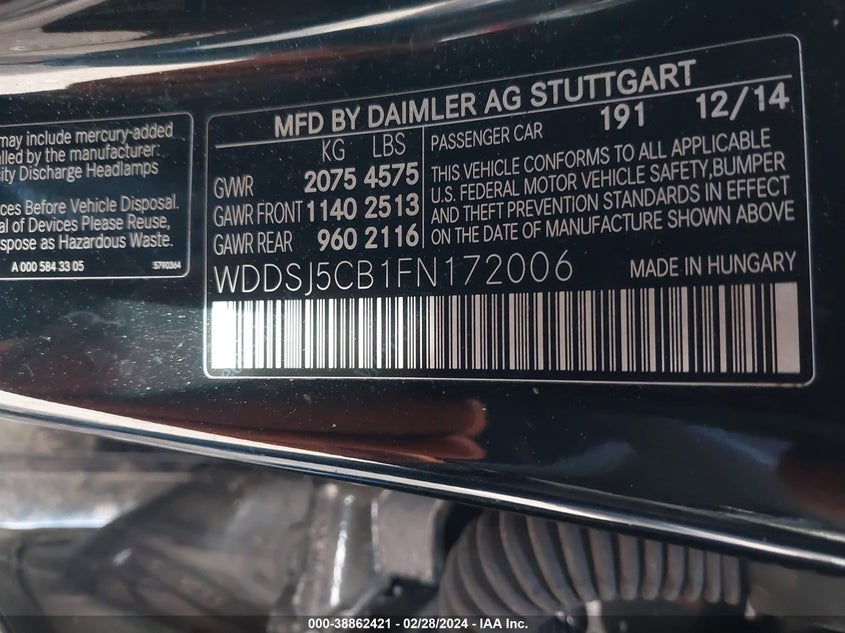 may include mercury-added
alled by the manufacturer:
sity Discharge Headlamps
ces Before Vehicle Disposal.
al of Devices Please Reuse,
spose as Hazardous Waste.
A 000 584 33 05 5790364
MFD BY DAIMLER AG STUTTGART
KG LBS
GVWR 2075 4575
GAWR FRONT 1140 2513
GAWR REAR 960 2116
PASSENGER CAR 191 12/14
THIS VEHICLE CONFORMS TO ALL APPLICABLE
U.S. FEDERAL MOTOR VEHICLE SAFETY,BUMPER
AND THEFT PREVENTION STANDARDS IN EFFECT
ON THE DATE OF MANUFACTURE SHOWN ABOVE
WDDSJ5CB1FN172006 MADE IN HUNGARY
000-38862421 - 02/28/2024 - IAA Inc.